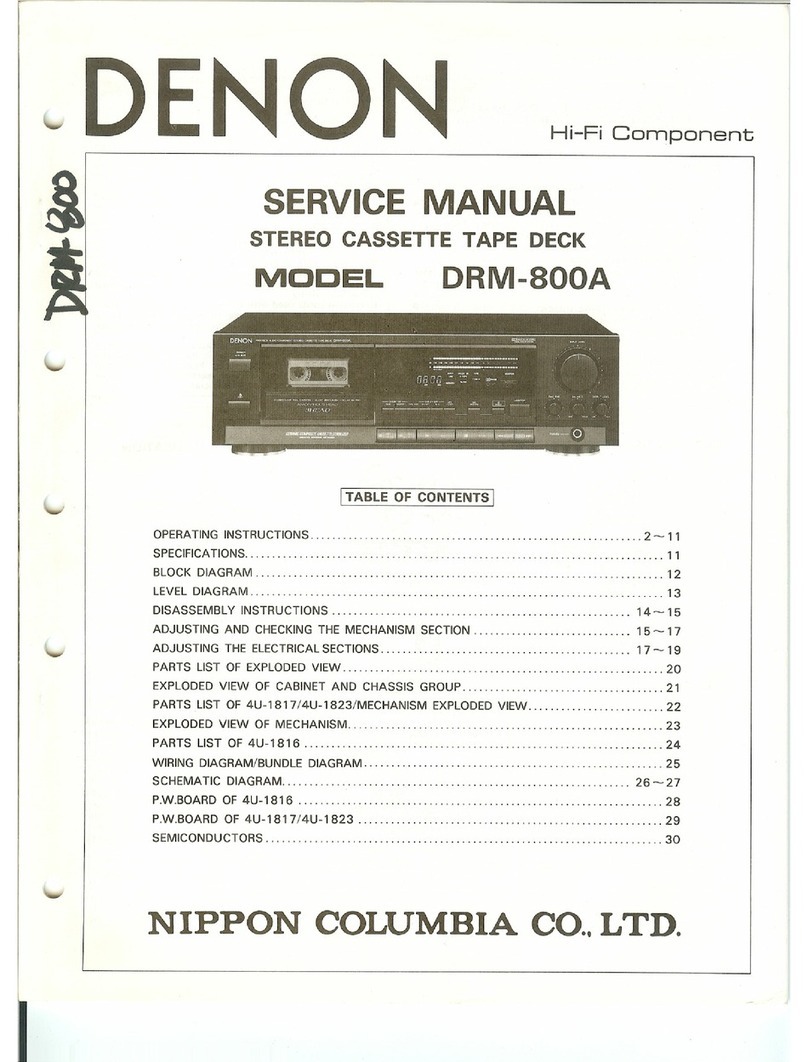 DENON
Hi-Fi Component
DRM-800
SERVICE MANUAL
STEREO CASSETTE TAPE DECK
MODEL DRM-800A
DENON
TABLE OF CONTENTS
OPERATING INSTRUCTIONS 2~11
SPECIFICATIONS 11
BLOCK DIAGRAM 12
LEVEL DIAGRAM 13
DISASSEMBLY INSTRUCTIONS 14~15
ADJUSTING AND CHECKING THE MECHANISM SECTION 15~17
ADJUSTING THE ELECTRICAL SECTIONS 17~19
PARTS LIST OF EXPLODED VIEW 20
EXPLODED VIEW OF CABINET AND CHASSIS GROUP 21
PARTS LIST OF 4U-1817/4U-1823/MECHANISM EXPLODED VIEW 22
EXPLODED VIEW OF MECHANISM 23
PARTS LIST OF 4U-1816 24
WIRING DIAGRAM/BUNDLE DIAGRAM 25
SCHEMATIC DIAGRAM 26~27
P.W.BOARD OF 4U-1816 28
P.W.BOARD OF 4U-1817/4U-1823 29
SEMICONDUCTORS 30
NIPPON COLUMBIA CO., LTD.